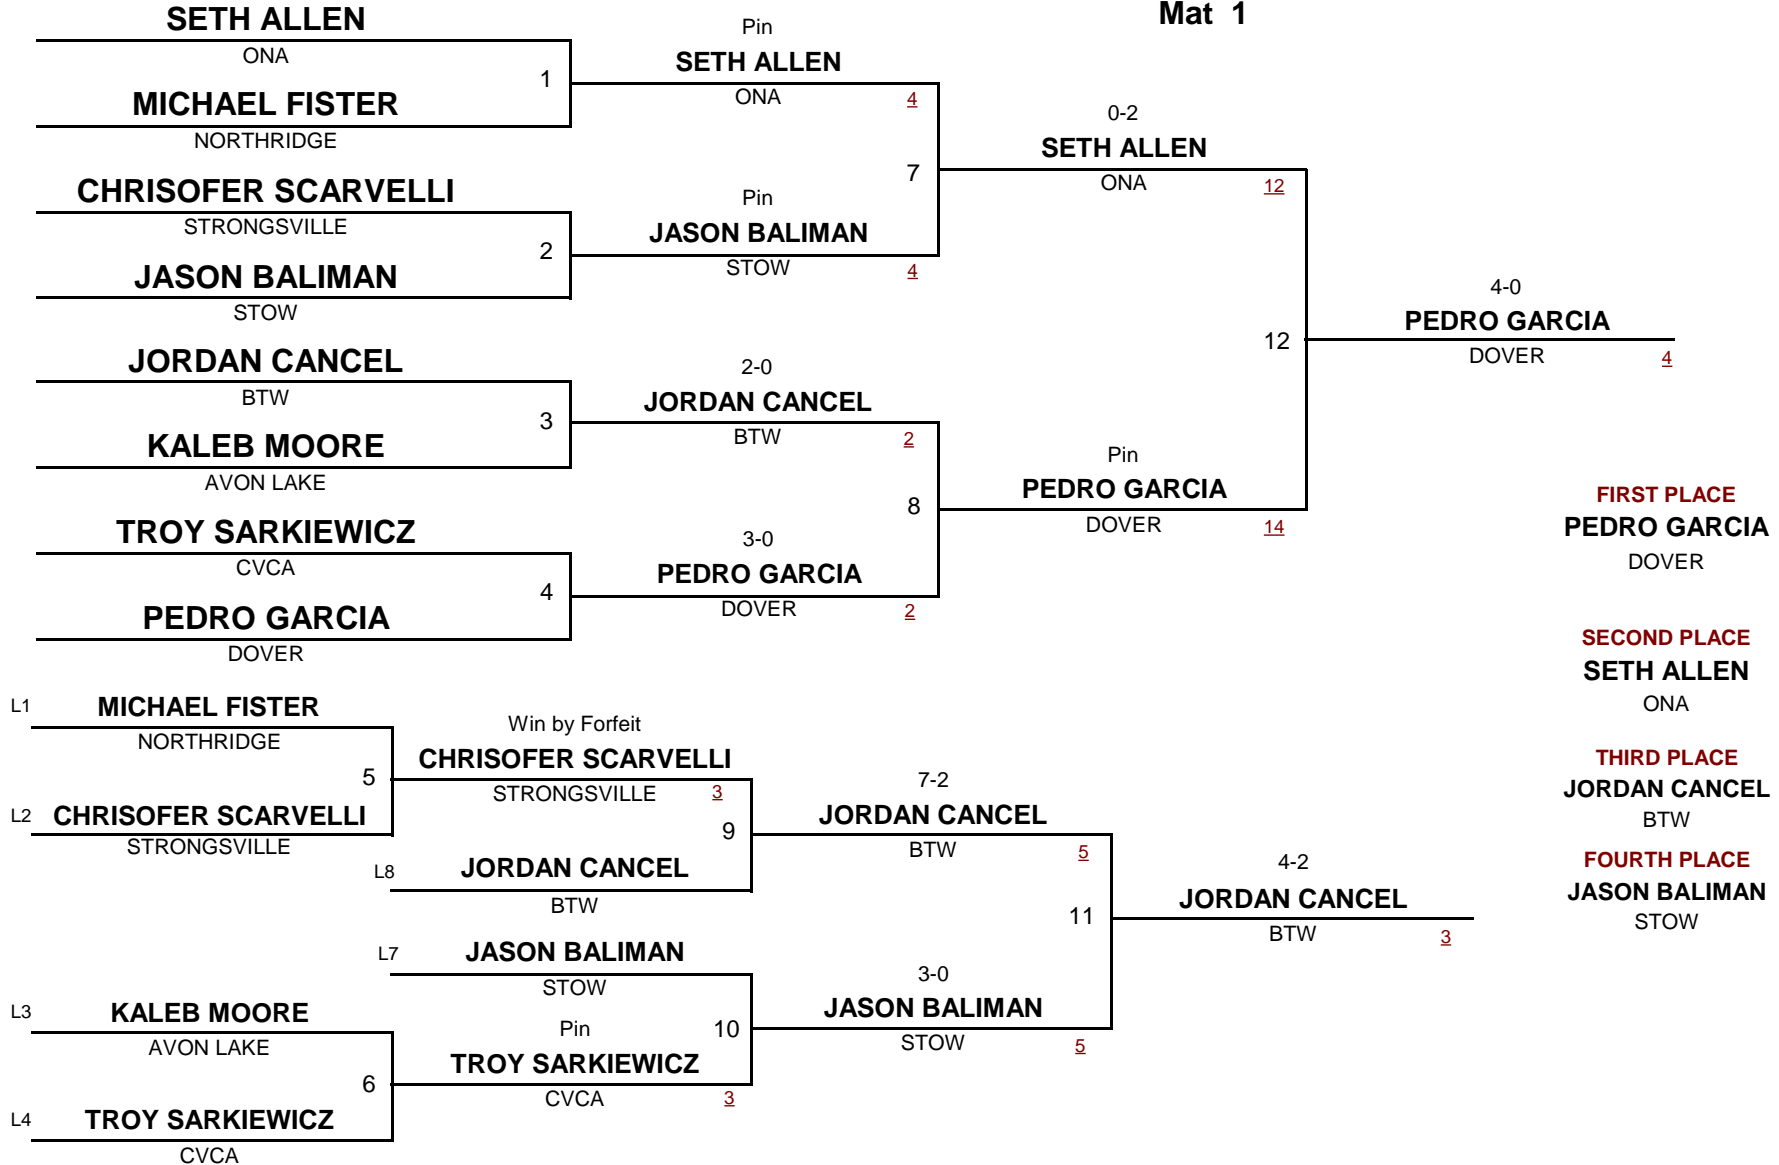 Mat 1
SETH ALLEN
ONA
1
MICHAEL FISTER
NORTHRIDGE
Pin
SETH ALLEN
ONA
4
CHRISOFER SCARVELLI
STRONGSVILLE
2
JASON BALIMAN
STOW
Pin
JASON BALIMAN
STOW
4
7
0-2
SETH ALLEN
ONA
12
JORDAN CANCEL
BTW
3
KALEB MOORE
AVON LAKE
2-0
JORDAN CANCEL
BTW
2
TROY SARKIEWICZ
CVCA
4
PEDRO GARCIA
DOVER
3-0
PEDRO GARCIA
DOVER
2
8
Pin
PEDRO GARCIA
DOVER
14
12
4-0
PEDRO GARCIA
DOVER
4
FIRST PLACE
PEDRO GARCIA
DOVER
SECOND PLACE
SETH ALLEN
ONA
THIRD PLACE
JORDAN CANCEL
BTW
FOURTH PLACE
JASON BALIMAN
STOW
L1 MICHAEL FISTER
NORTHRIDGE
5
L2 CHRISOFER SCARVELLI
STRONGSVILLE
Win by Forfeit
CHRISOFER SCARVELLI
STRONGSVILLE
3
9
L8 JORDAN CANCEL
BTW
7-2
JORDAN CANCEL
BTW
5
L7 JASON BALIMAN
STOW
L3 KALEB MOORE
AVON LAKE
6
L4 TROY SARKIEWICZ
CVCA
Pin
TROY SARKIEWICZ
CVCA
3
10
3-0
JASON BALIMAN
STOW
5
11
4-2
JORDAN CANCEL
BTW
3